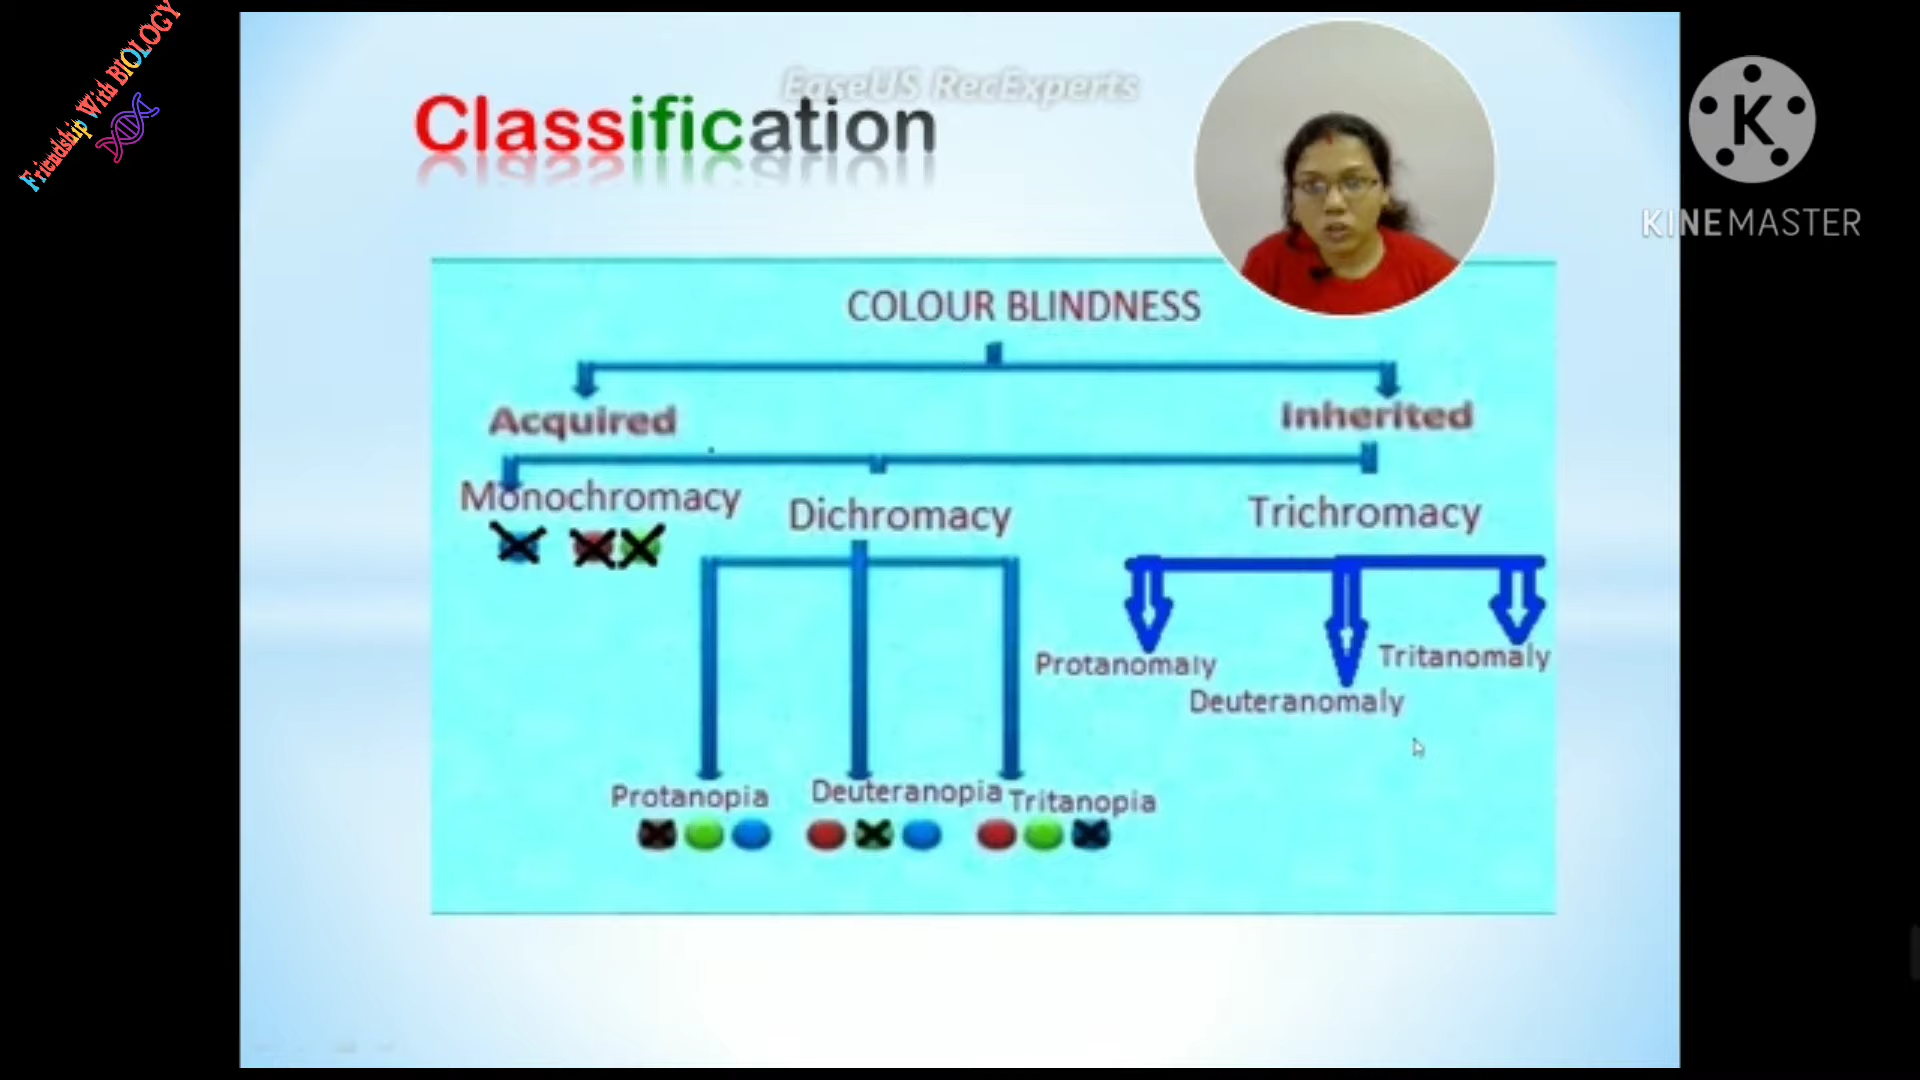 Friendship With BIOLOGY
EaseUS RecExperts
Classification
K
KINEMASTER
COLOUR BLINDNESS
Acquired
Inherited
Monochromacy
Dichromacy
Trichromacy
Protanomaly
Tritanomaly
Deuteranomaly
Protanopia
Deuteranopia
Tritanopia